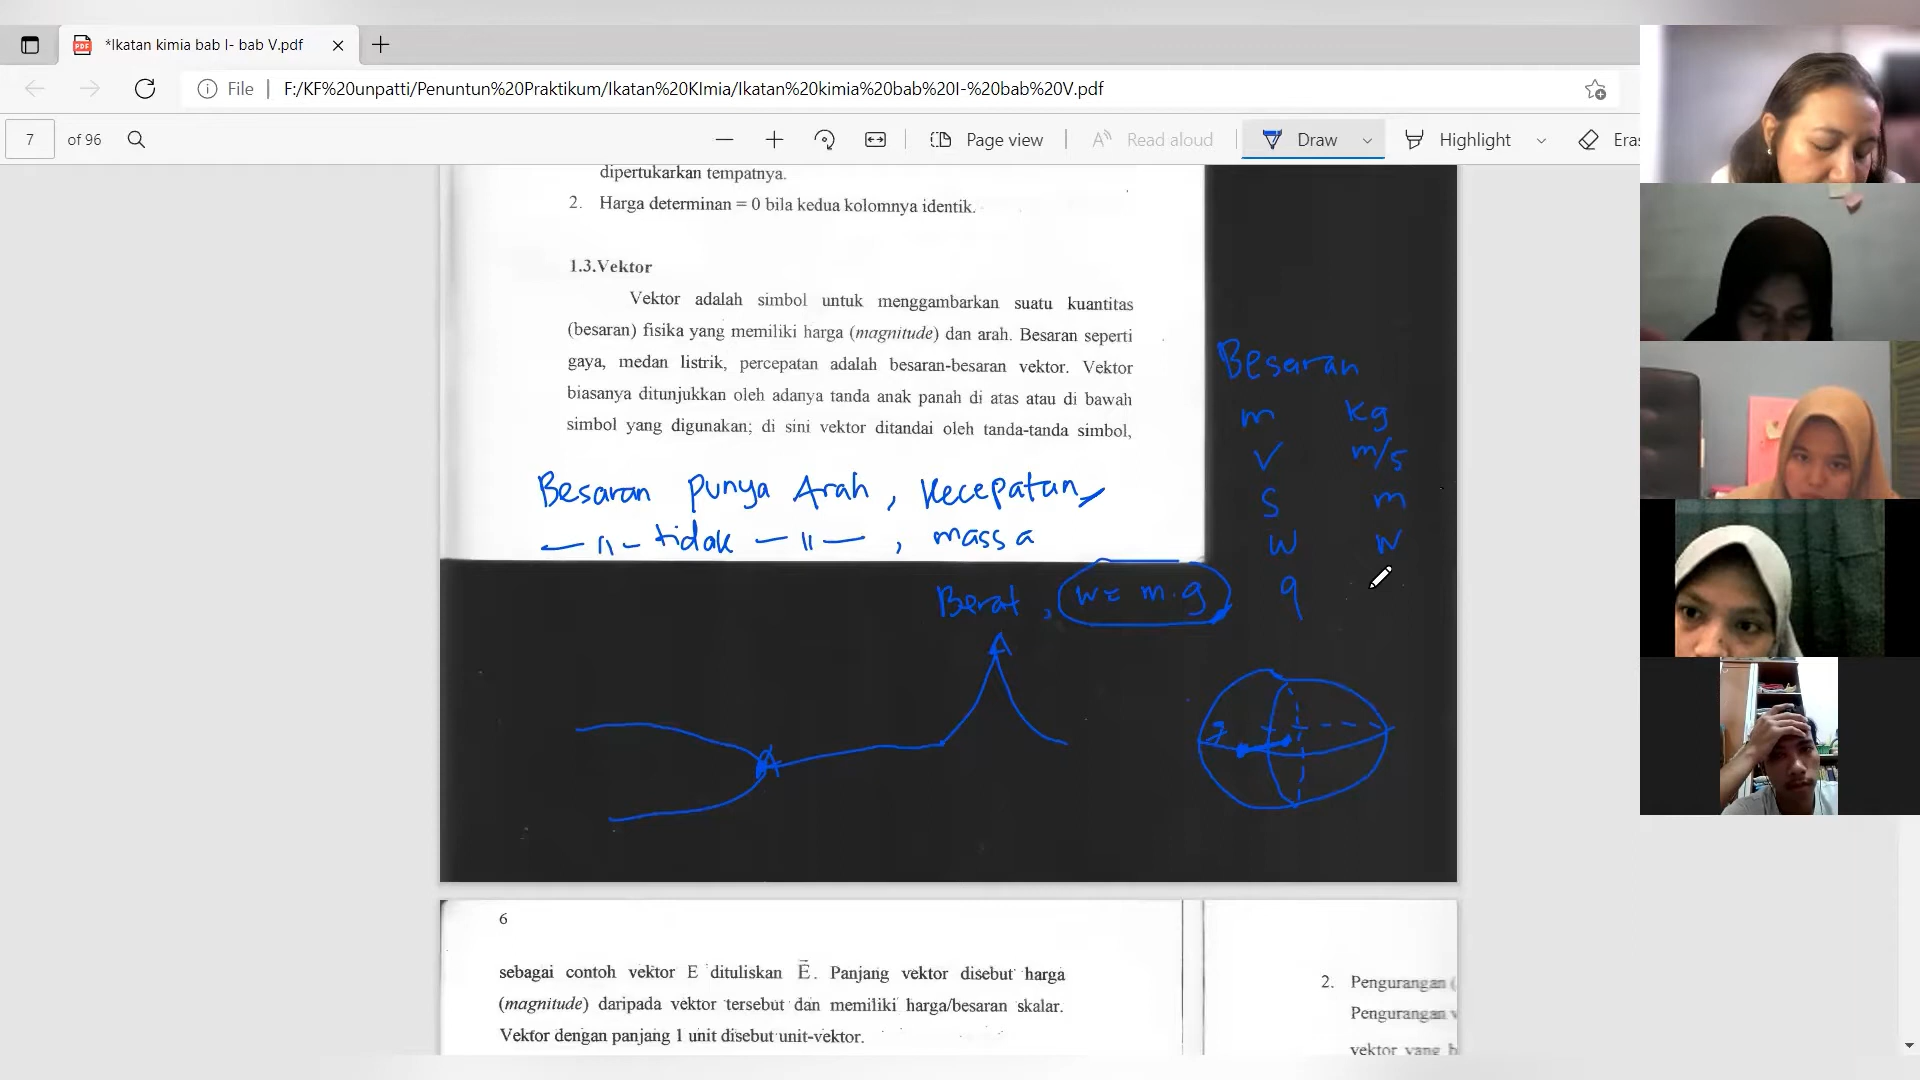 *Ikatan kimia bab I- bab V.pdf
File
F:/KF%20unpatti/Penuntun%20Praktikum/Ikatan%20KImia/Ikatan%20kimia%20bab%20I-%20bab%20V.pdf
7 of 96
Page view
Read aloud
Draw
Highlight
Eras
dipertukarkan tempatnya.
2. Harga determinan = 0 bila kedua kolomnya identik.
1.3.Vektor
Vektor adalah simbol untuk menggambarkan suatu kuantitas
(besaran) fisika yang memiliki harga (magnitude) dan arah. Besaran seperti
gaya, medan listrik, percepatan adalah besaran-besaran vektor. Vektor
biasanya ditunjukkan oleh adanya tanda anak panah di atas atau di bawah
simbol yang digunakan; di sini vektor ditandai oleh tanda-tanda simbol,
Besaran punya Arah, Kecepatan
— 11 - tidak — 11 —, massa
Berat, w = m.g
Besaran
m kg
V m/s
S m
W N
q
A
A
6
sebagai contoh vektor E dituliskan E̅. Panjang vektor disebut harga
(magnitude) daripada vektor tersebut dan memiliki harga/besaran skalar.
Vektor dengan panjang 1 unit disebut unit-vektor.
2. Pengurangan (
Pengurangan v
vektor yang b